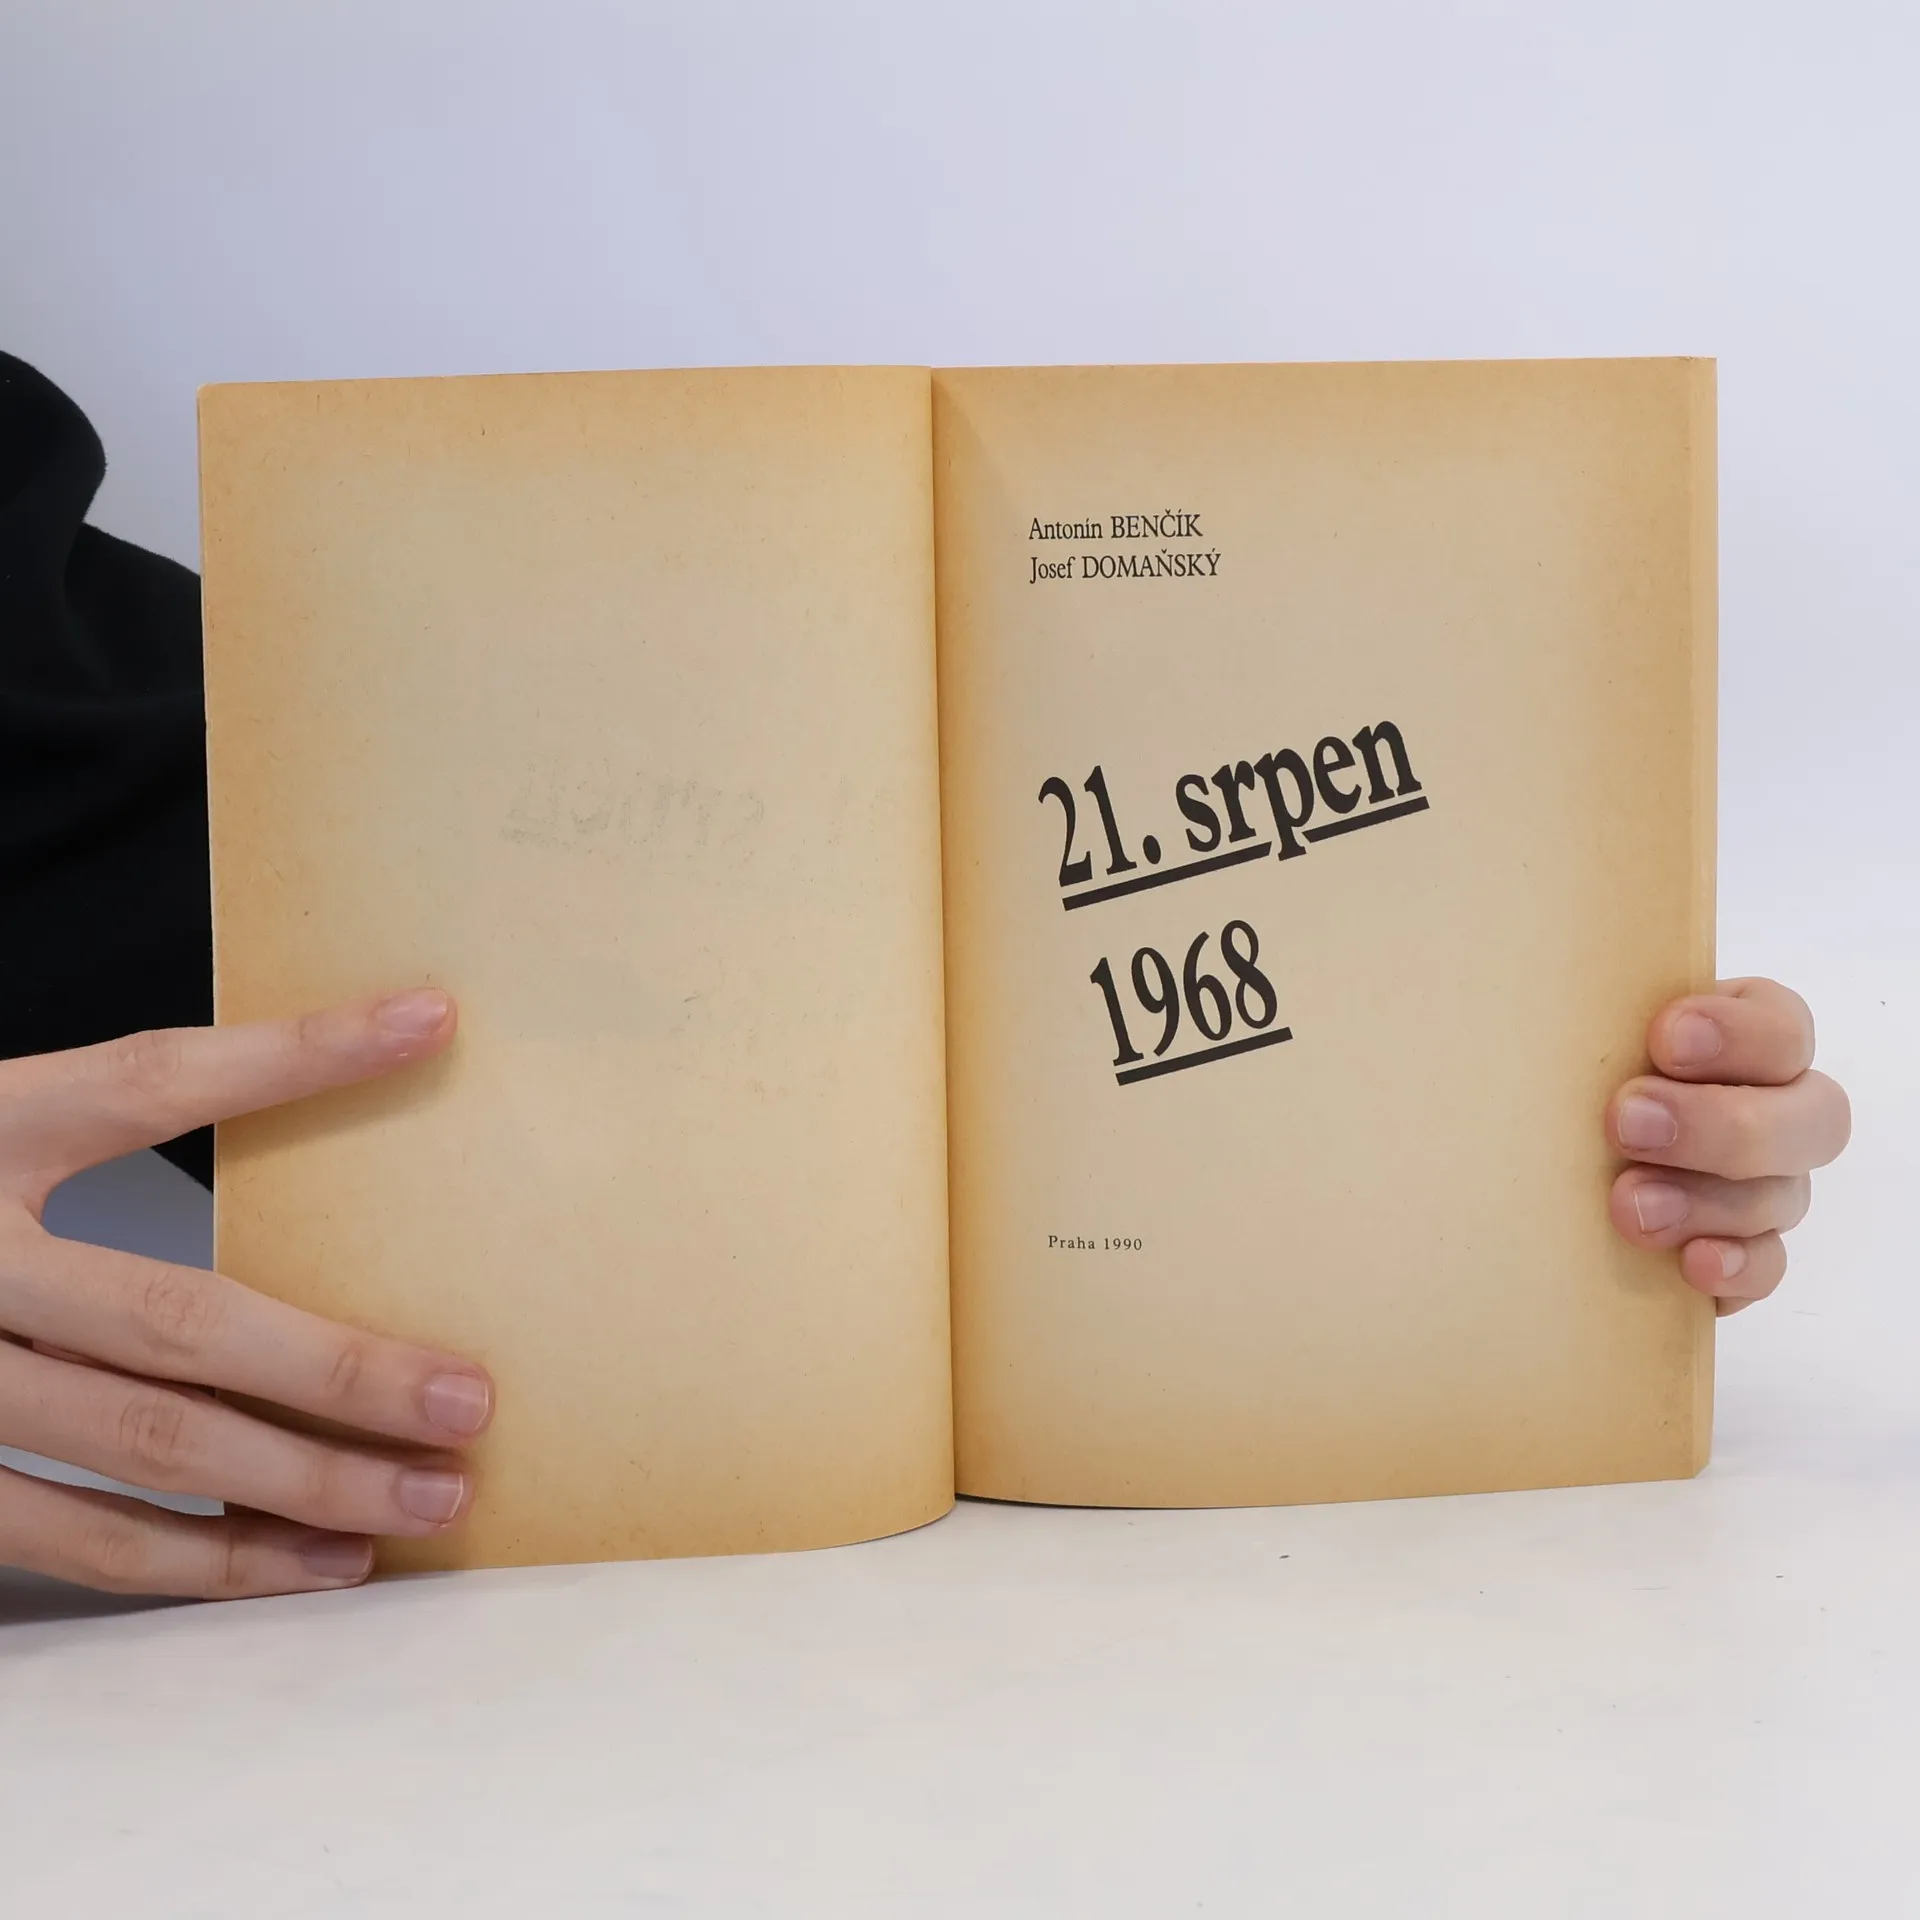 Antonín BENČÍK
Josef DOMAŇSKÝ
21. srpen
1968
Praha 1990